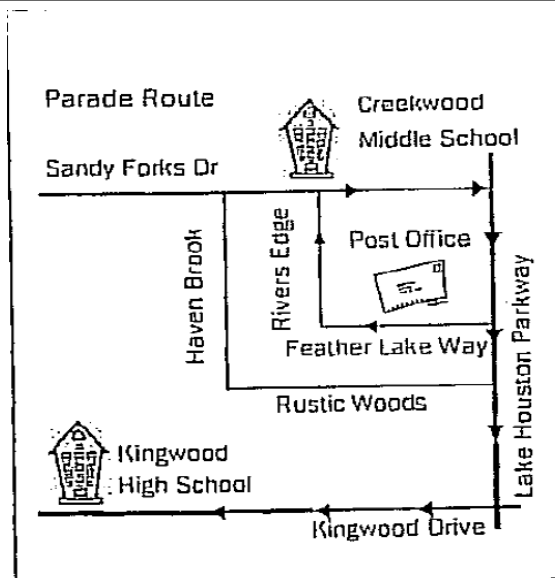 Parade Route
Creekwood
Middle School
Sandy Forks Dr
Haven Brook
Rivers Edge
Post Office
Feather Lake Way
Rustic Woods
Lake Houston Parkway
Kingwood
High School
Kingwood Drive